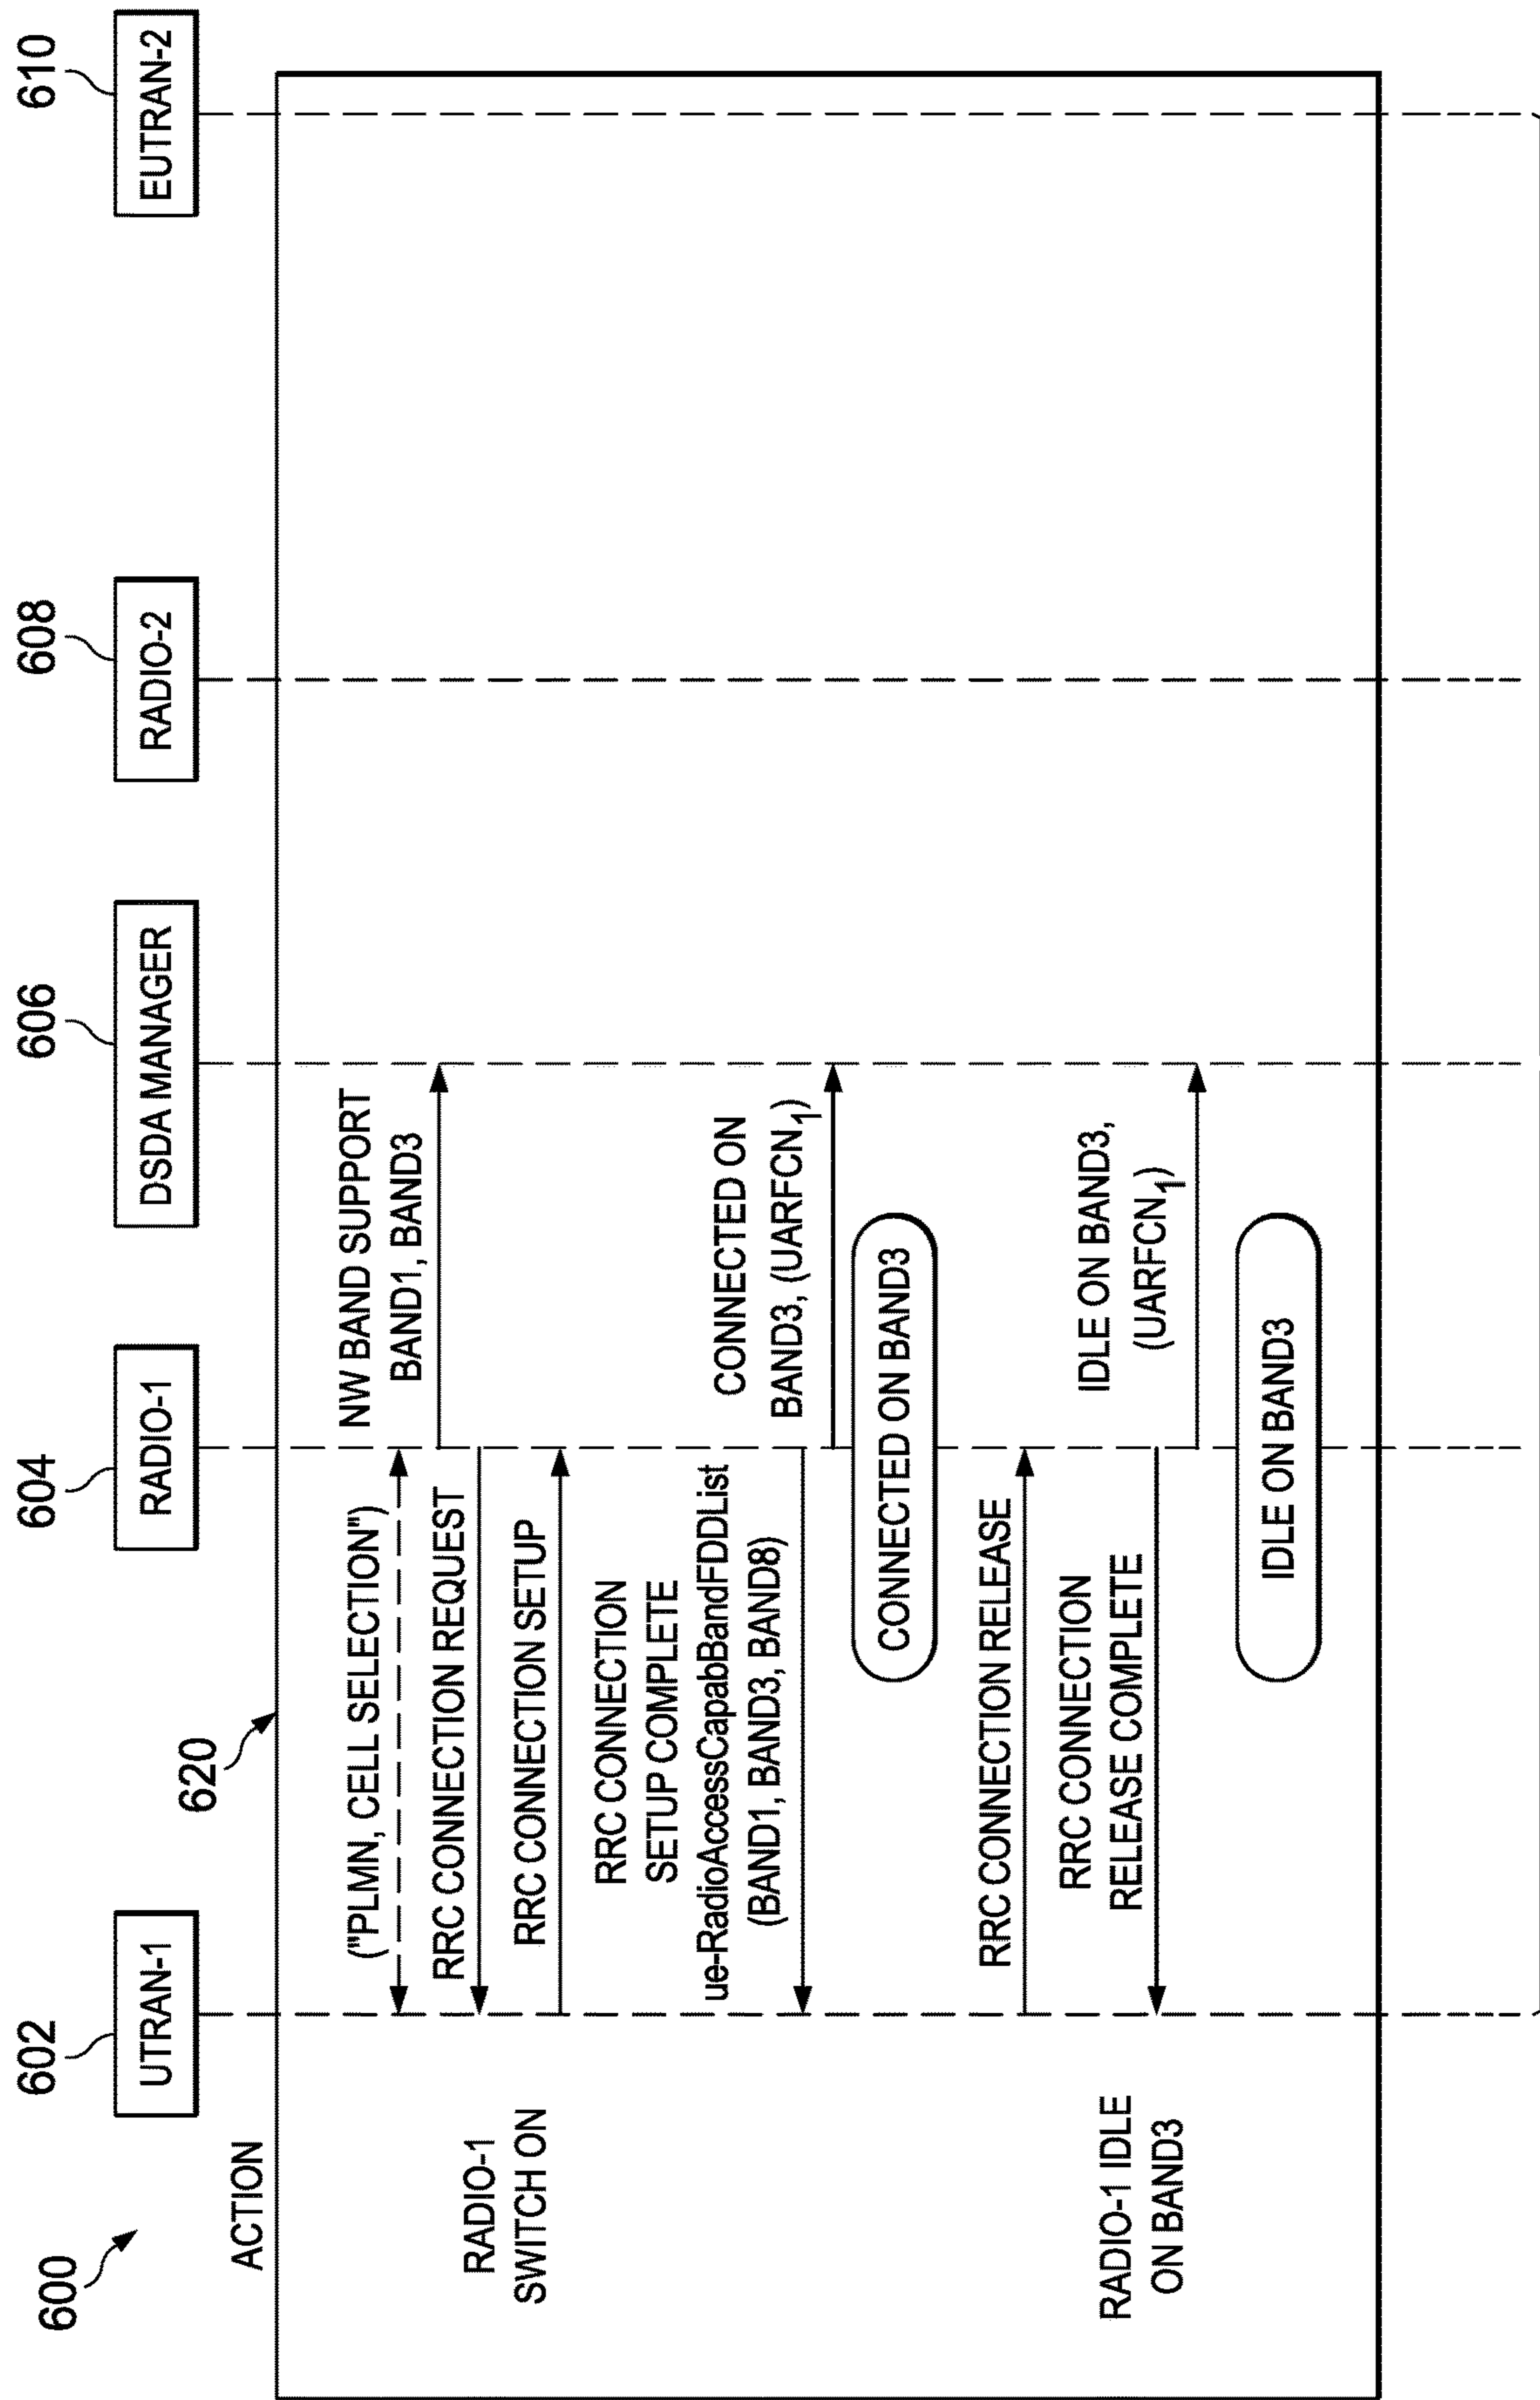 600
602
604
606
608
610
UTRAN-1
RADIO-1
DSDA MANAGER
RADIO-2
EUTRAN-2
ACTION
620
RADIO-1
SWITCH ON
("PLMN, CELL SELECTION")
NW BAND SUPPORT
BAND1, BAND3
RRC CONNECTION REQUEST
RRC CONNECTION SETUP
RRC CONNECTION
SETUP COMPLETE
ue-RadioAccessCapabBandFDDList
(BAND1, BAND3, BAND8)
CONNECTED ON
BAND3, (UARFCN1)
CONNECTED ON BAND3
RADIO-1 IDLE
ON BAND3
RRC CONNECTION RELEASE
RRC CONNECTION
RELEASE COMPLETE
IDLE ON BAND3,
(UARFCN1)
IDLE ON BAND3